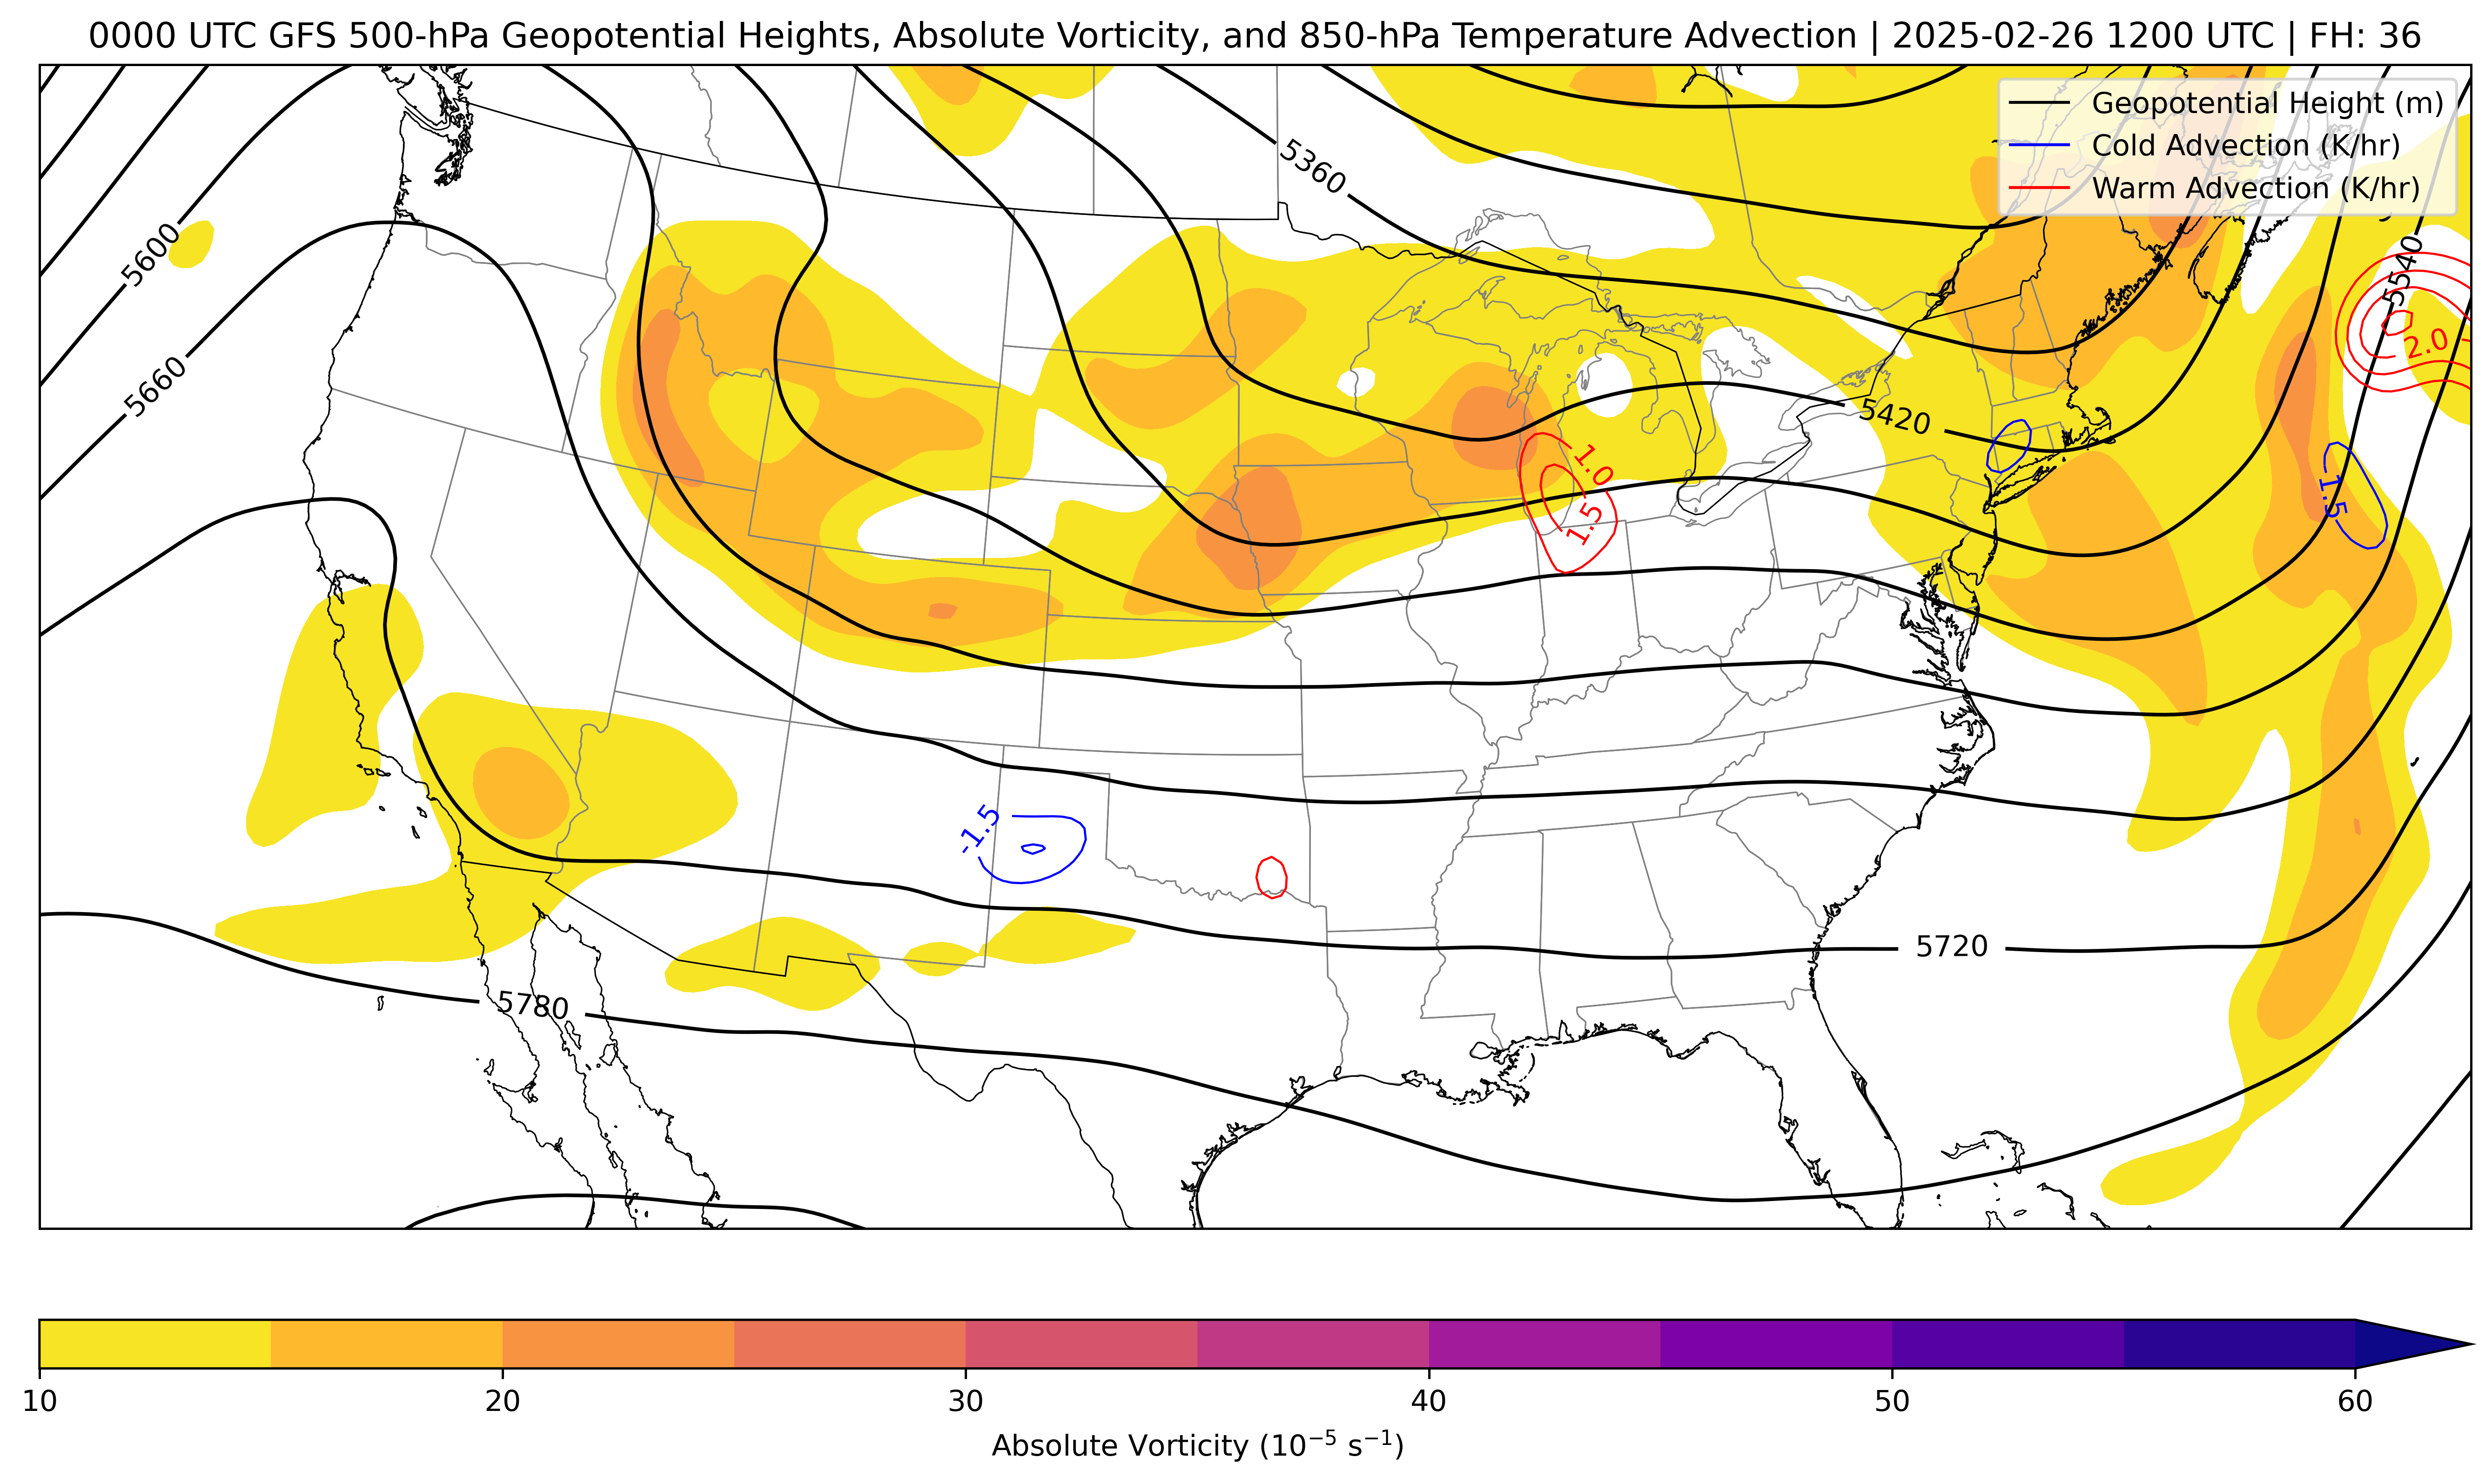 0000 UTC GFS 500-hPa Geopotential Heights, Absolute Vorticity, and 850-hPa Temperature Advection | 2025-02-26 1200 UTC | FH: 36
Geopotential Height (m)
Cold Advection (K/hr)
Warm Advection (K/hr)
5360
5600
5540
2.0
5660
5420
1.0
-1.5
1.5
-1.5
5720
5780
10 20 30 40 50 60
Absolute Vorticity (10⁻⁵ s⁻¹)